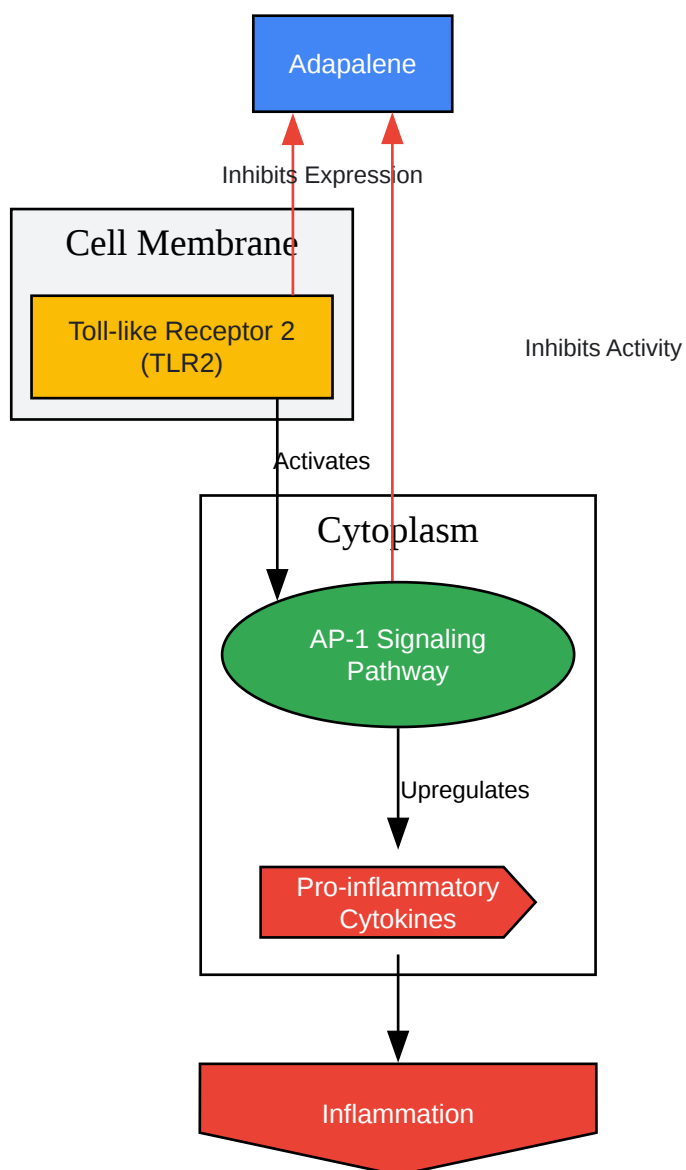 Adapalene
Inhibits Expression
Cell Membrane
Toll-like Receptor 2
(TLR2)
Inhibits Activity
Activates
Cytoplasm
AP-1 Signaling
Pathway
Upregulates
Pro-inflammatory
Cytokines
Inflammation